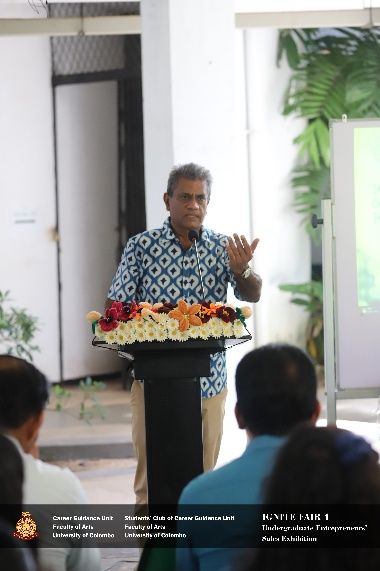 Career Guidance Unit
Faculty of Arts
University of Colombo
Students' Club of Career Guidance Unit
Faculty of Arts
University of Colombo
IGNITE FAIR 4
Undergraduate Entrepreneurs'
Sales Exhibition